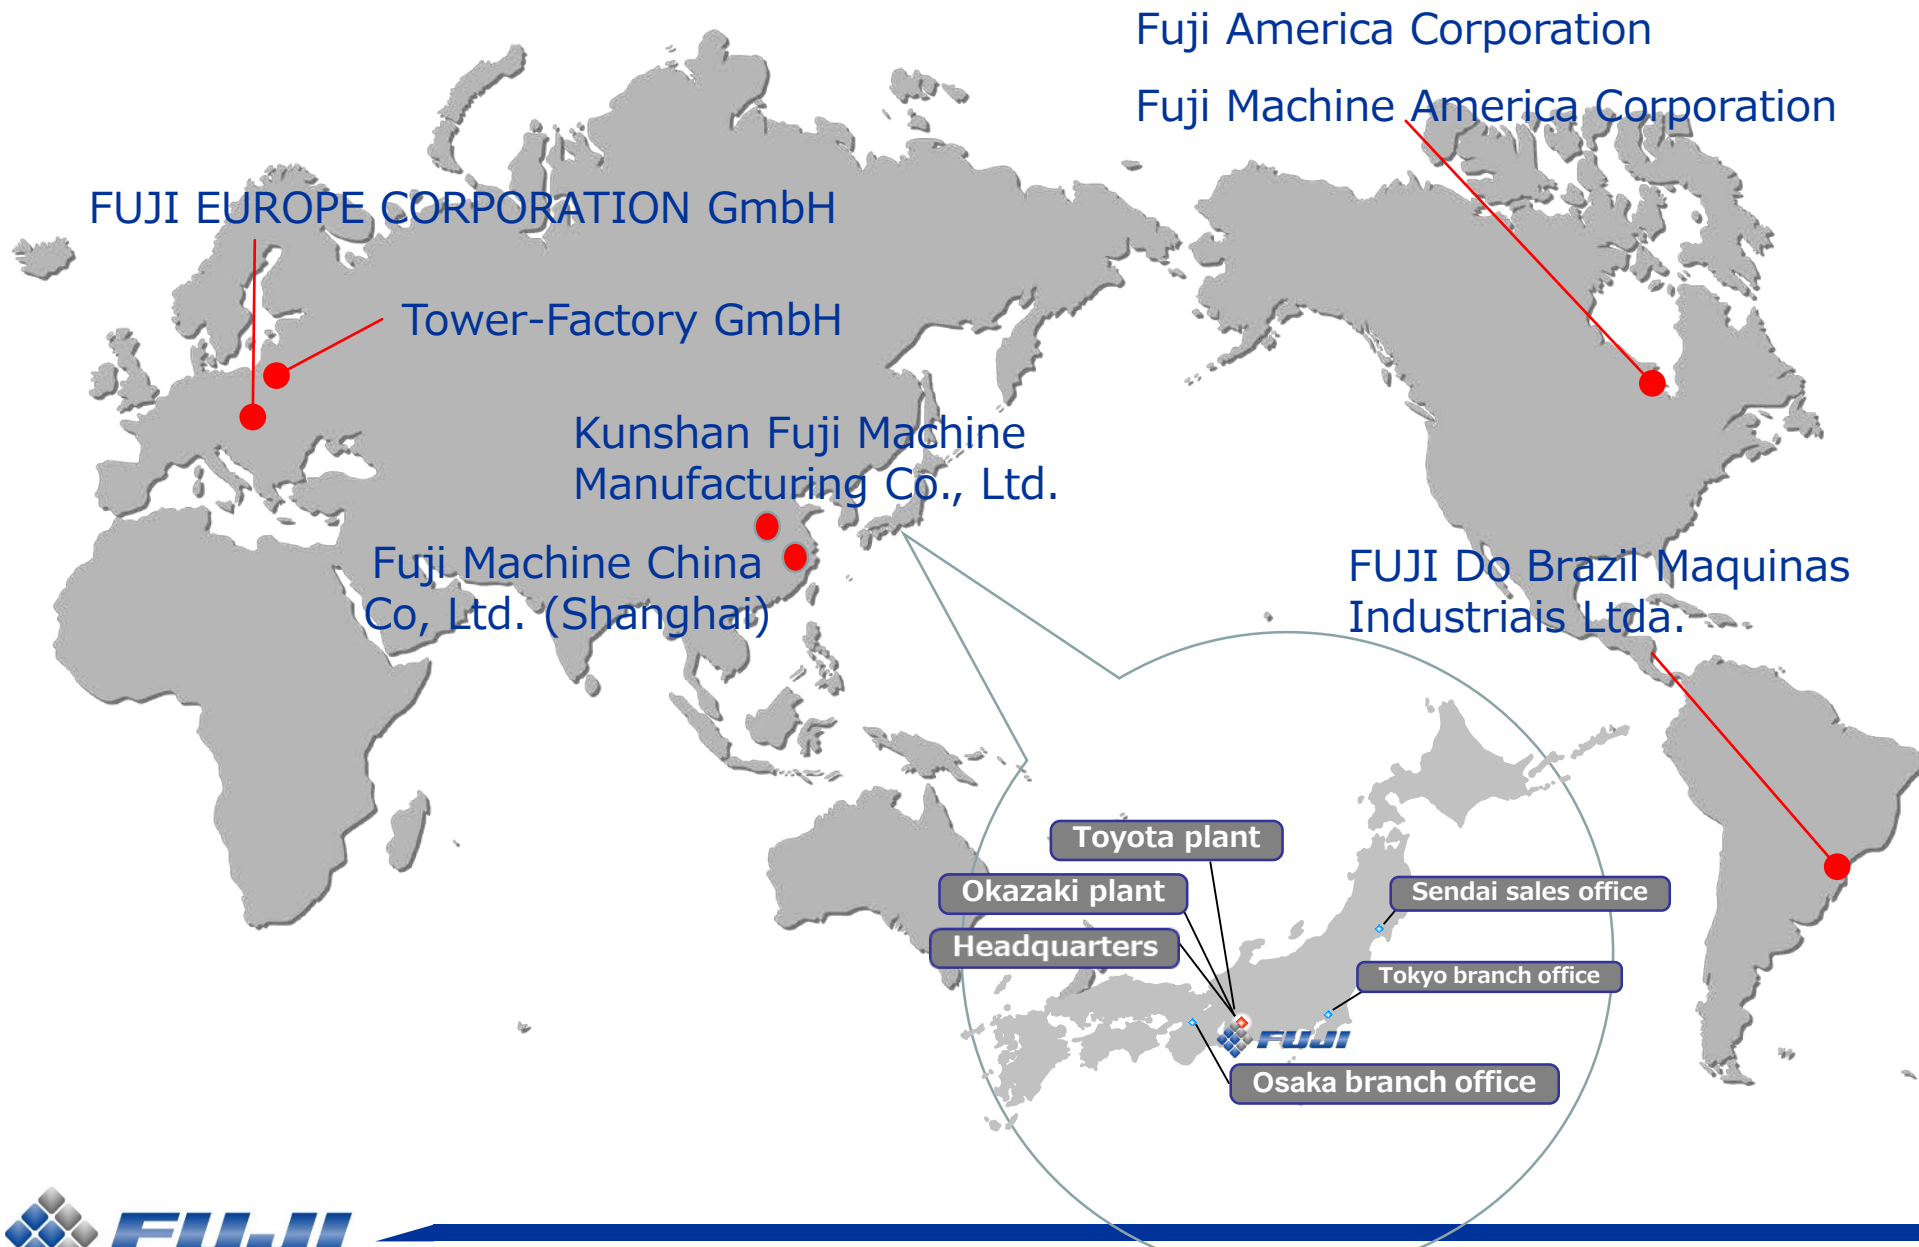 Fuji America Corporation
Fuji Machine America Corporation
FUJI EUROPE CORPORATION GmbH
Tower-Factory GmbH
Kunshan Fuji Machine
Manufacturing Co., Ltd.
Fuji Machine China
Co, Ltd. (Shanghai)
FUJI Do Brazil Maquinas
Industriais Ltda.
Toyota plant
Okazaki plant
Sendai sales office
Headquarters
Tokyo branch office
FUJI
Osaka branch office
FUJI